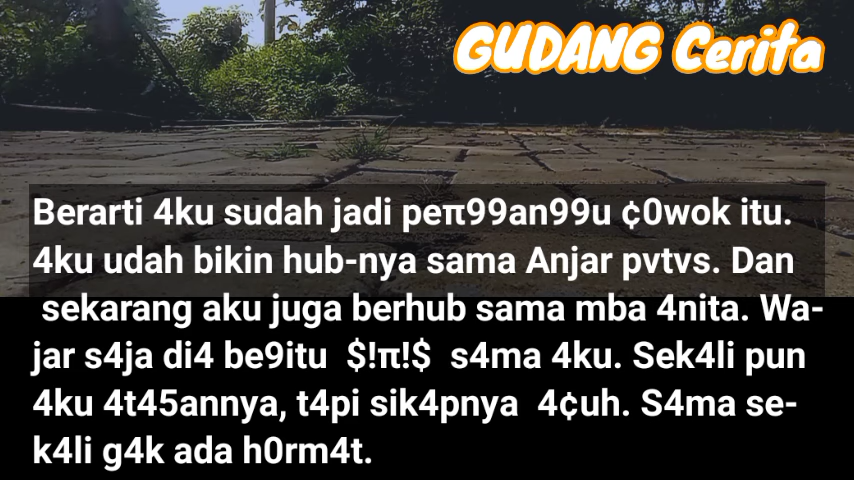 GUDANG Cerita
Berarti 4ku sudah jadi peπ99an99u ¢0wok itu.
4ku udah bikin hub-nya sama Anjar pvtvs. Dan
sekarang aku juga berhub sama mba 4nita. Wa-
jar s4ja di4 be9itu $!π!$ s4ma 4ku. Sek4li pun
4ku 4t45annya, t4pi sik4pnya 4¢uh. S4ma se-
k4li g4k ada h0rm4t.